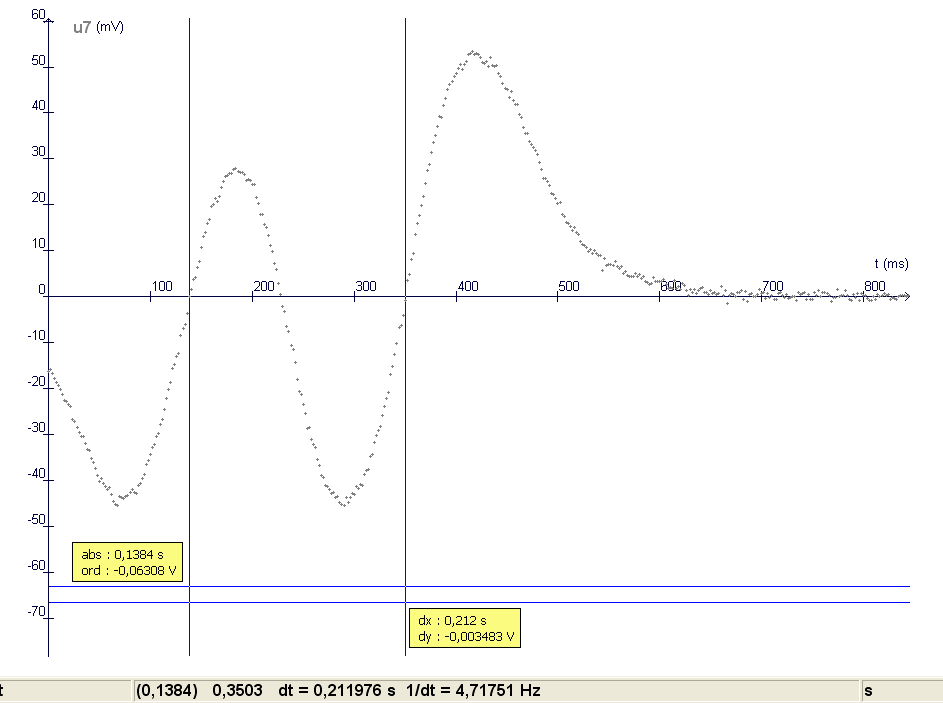 60
u7 (mV)
50
40
30
20
10
t (ms)
0
100 200 300 400 500 600 700 800
-10
-20
-30
-40
-50
abs : 0,1384 s
ord : -0,06308 V
-60
-70
dx : 0,212 s
dy : -0,003483 V
t (0,1384) 0,3503 dt = 0,211976 s 1/dt = 4,71751 Hz s